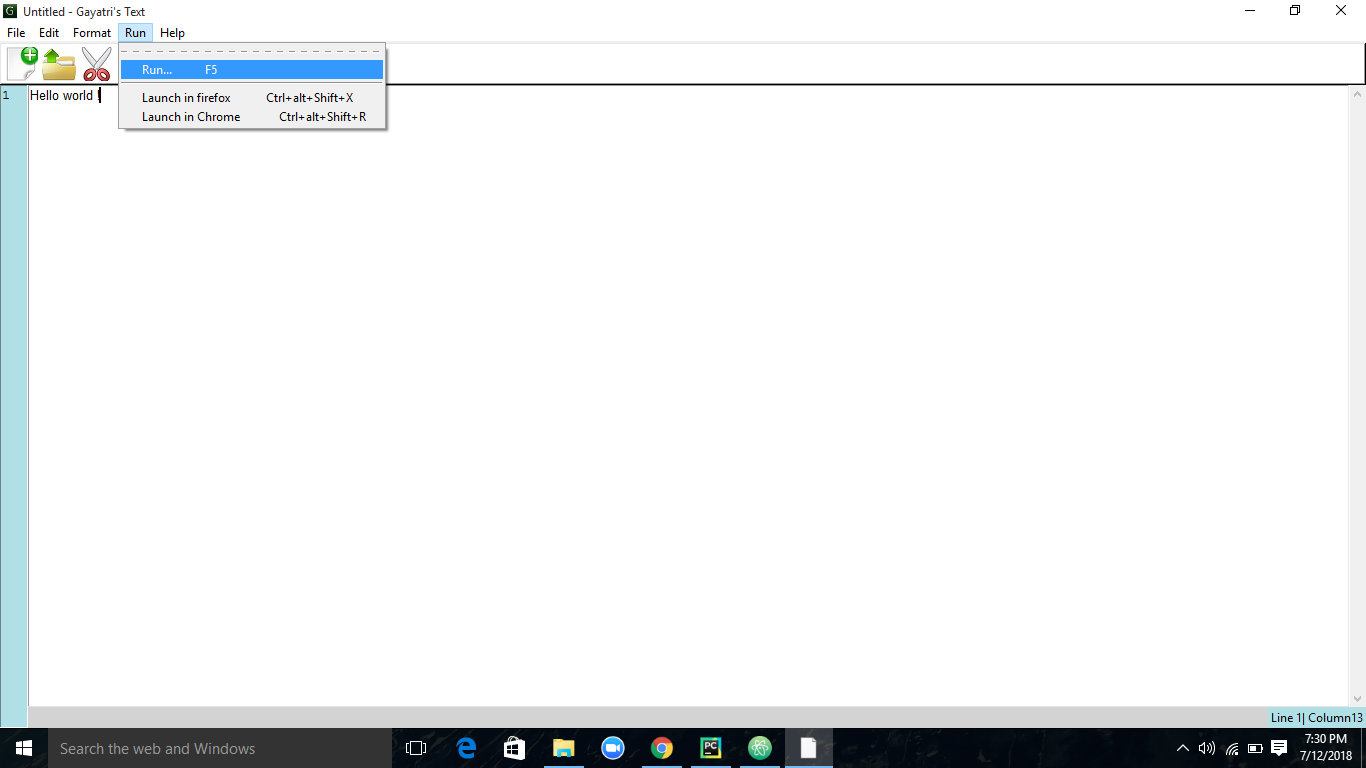 G Untitled - Gayatri's Text
File Edit Format Run Help
Run... F5
Launch in firefox Ctrl+alt+Shift+X
Launch in Chrome Ctrl+alt+Shift+R
1 Hello world !
Line 1| Column13
Search the web and Windows
PC
7:30 PM
7/12/2018